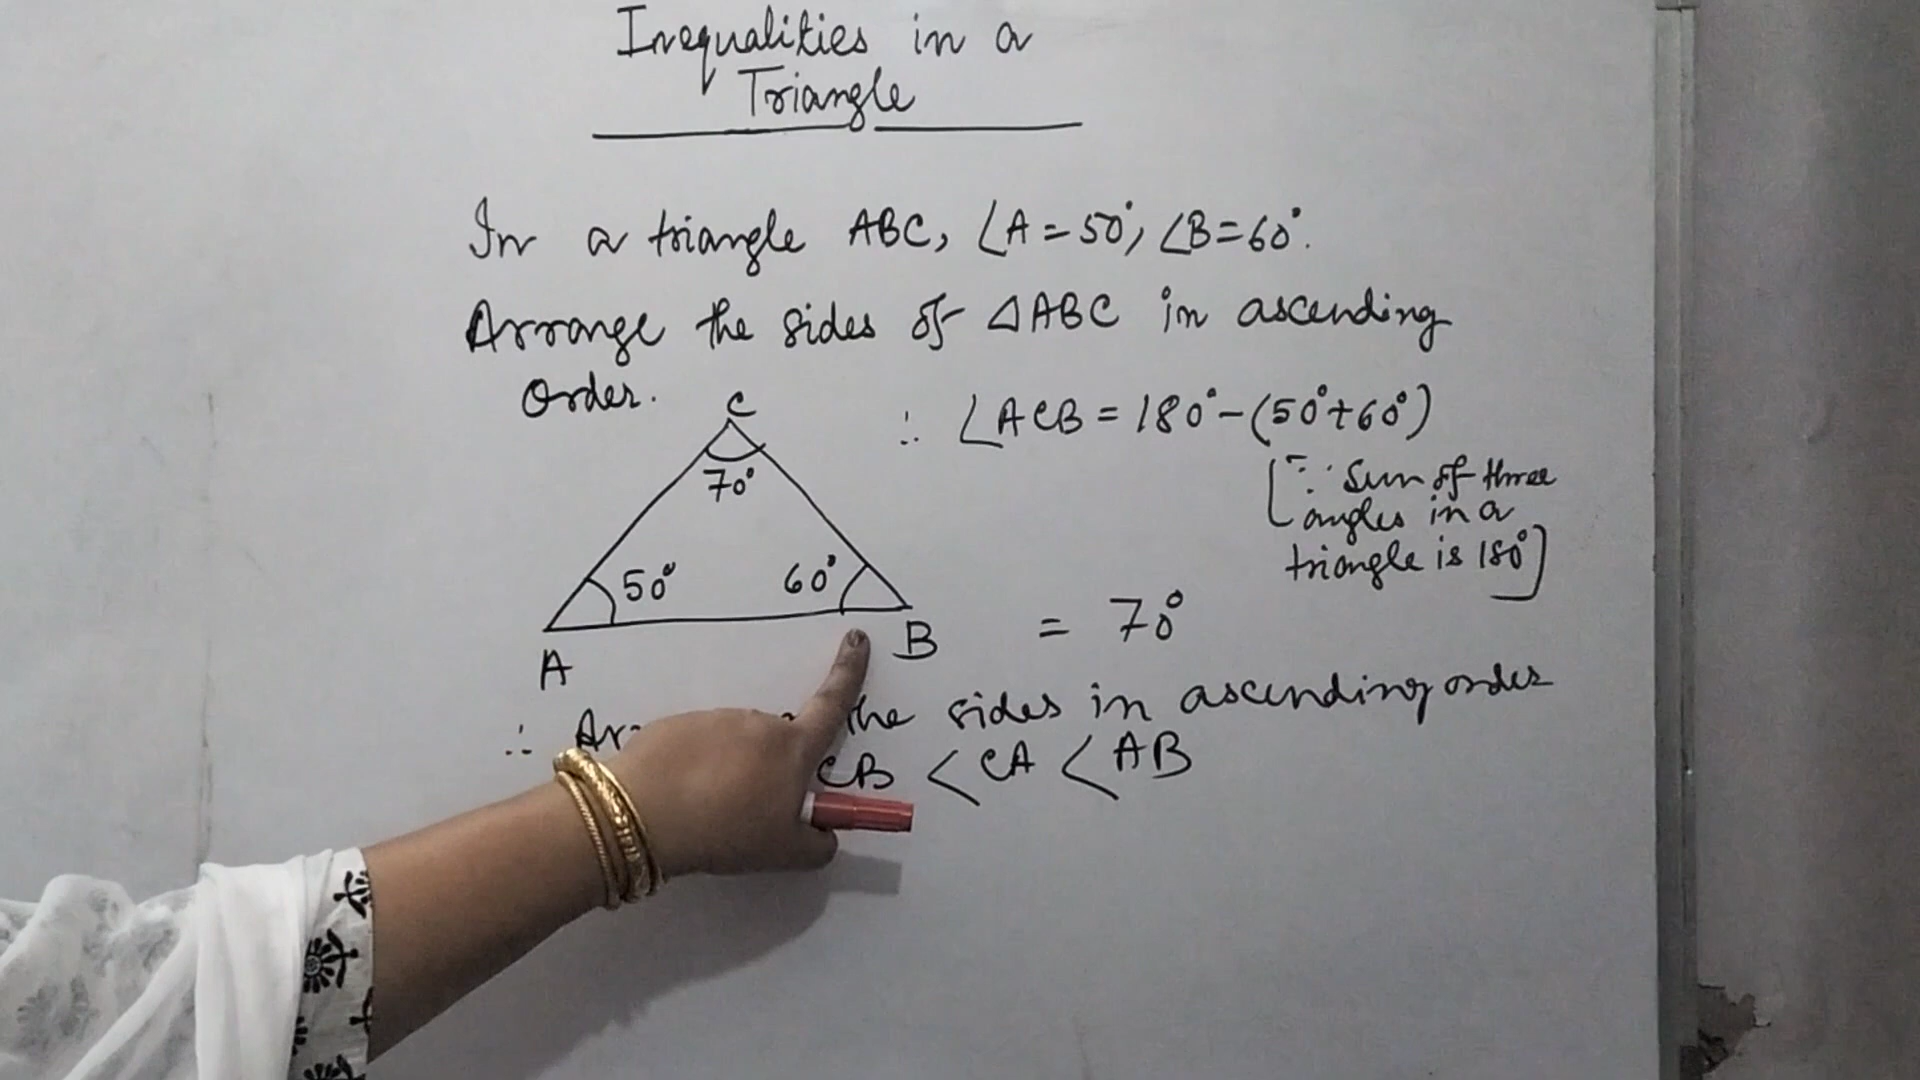 Inequalities in a
Triangle
In a triangle ABC, ∠A = 50°, ∠B = 60°.
Arrange the sides of △ABC in ascending
Order.
C
∴ ∠ACB = 180° - (50° + 60°)
[∵ Sum of three
angles in a
triangle is 180°]
70°
50°
60°
A
B
= 70°
∴ the sides in ascending order
CB < CA < AB